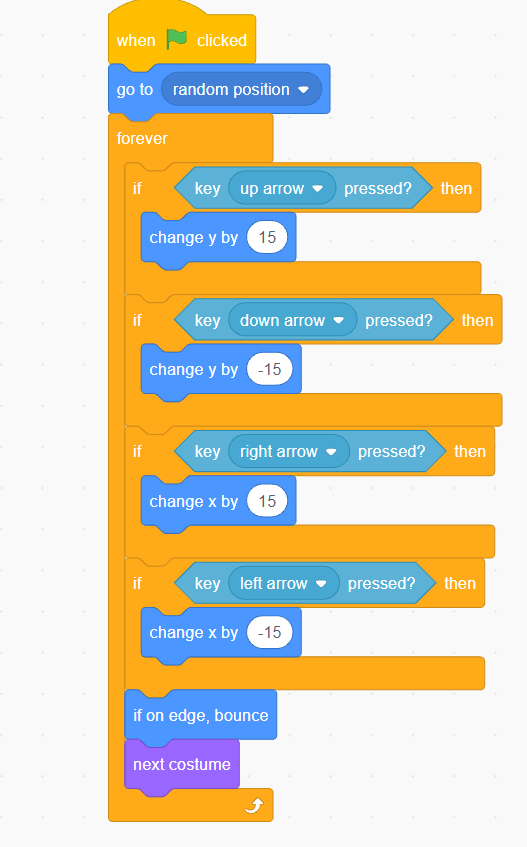 when clicked
go to random position
forever
if key up arrow pressed? then
change y by 15
if key down arrow pressed? then
change y by -15
if key right arrow pressed? then
change x by 15
if key left arrow pressed? then
change x by -15
if on edge, bounce
next costume